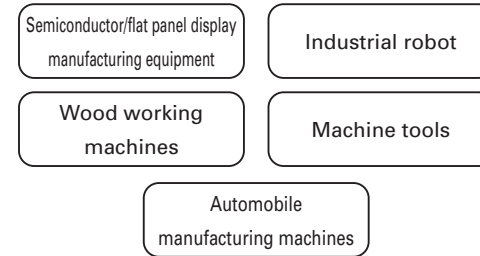 Semiconductor/flat panel display
manufacturing equipment
Industrial robot
Wood working
machines
Machine tools
Automobile
manufacturing machines